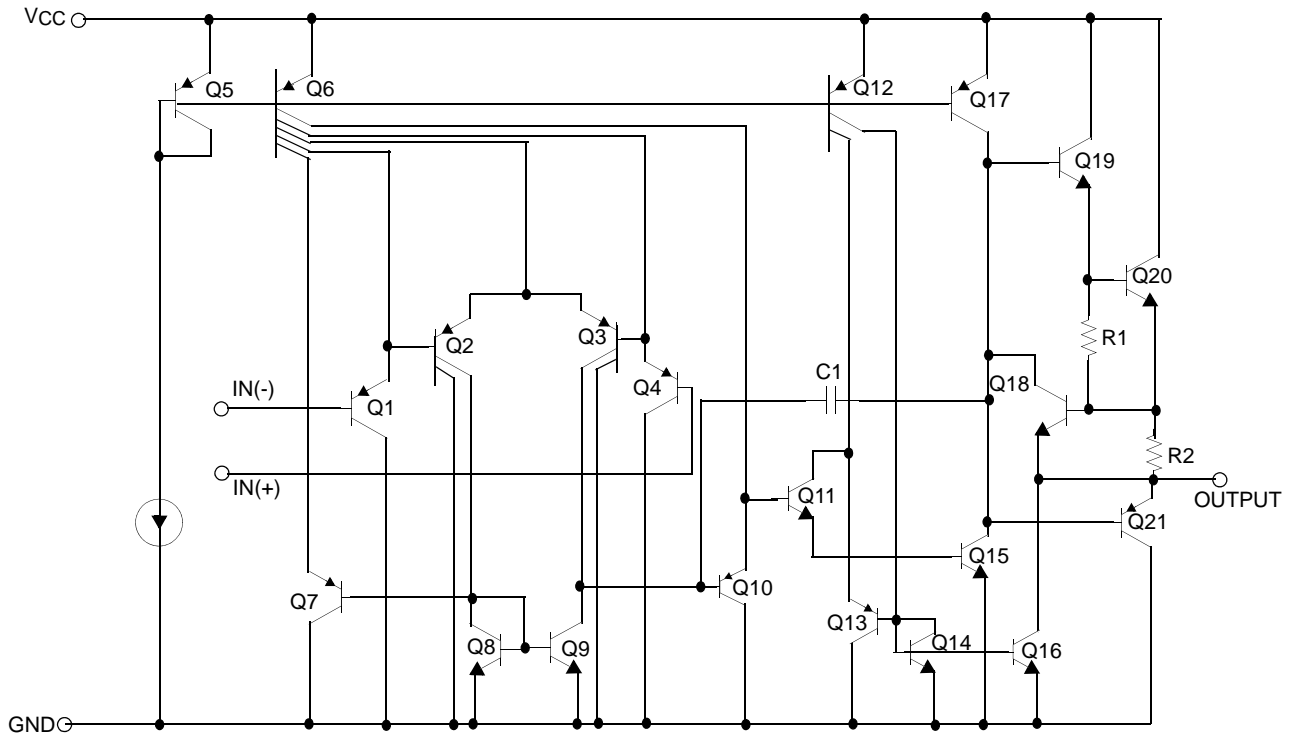 VCC
Q5
Q6
Q12
Q17
Q19
Q20
R1
Q2
Q3
Q4
C1
Q18
IN(-)
Q1
R2
IN(+)
Q11
OUTPUT
Q21
Q15
Q7
Q10
Q8
Q9
Q13
Q14
Q16
GND